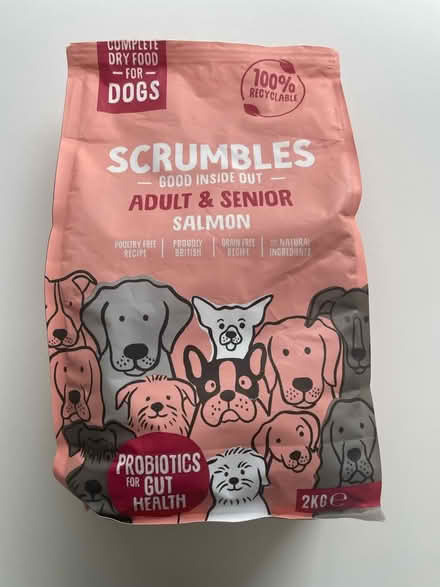 COMPLETE
DRY FOOD
— FOR —
DOGS
100%
RECYCLABLE
SCRUMBLES
— GOOD INSIDE OUT —
ADULT & SENIOR
SALMON
POULTRY FREE
RECIPE
PROUDLY
BRITISH
GRAIN FREE
RECIPE
NATURAL
INGREDIENTS
PROBIOTICS
FOR GUT
HEALTH
2KG ℮